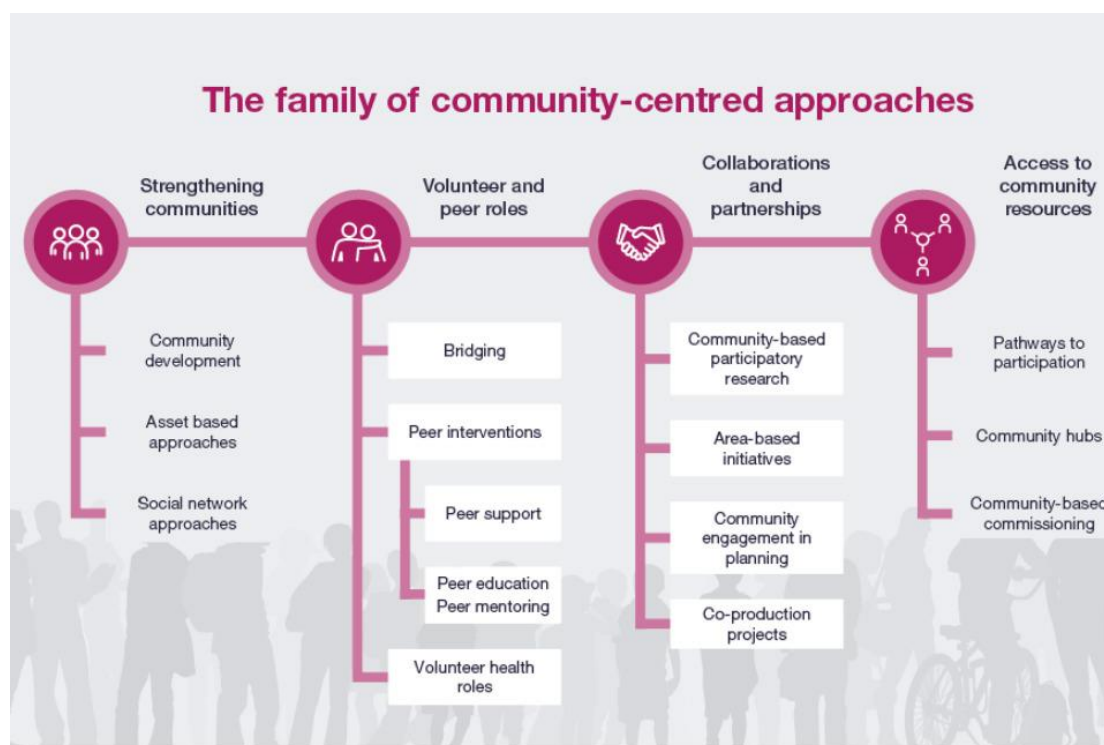 The family of community-centred approaches
Strengthening
communities
Community
development
Asset based
approaches
Social network
approaches
Volunteer and
peer roles
Bridging
Peer interventions
Peer support
Peer education
Peer mentoring
Volunteer health
roles
Collaborations
and
partnerships
Community-based
participatory
research
Area-based
initiatives
Community
engagement in
planning
Co-production
projects
Access to
community
resources
Pathways to
participation
Community hubs
Community-based
commissioning